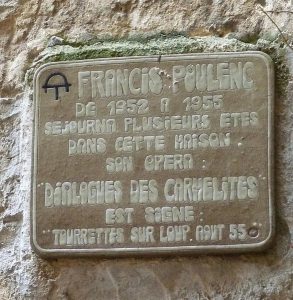 FRANCIS POULENC
DE 1952 A 1955
SEJOURNA PLUSIEURS ETES
DANS CETTE MAISON.
SON OPERA:
"DIALOGUES DES CARMELITES
EST SIGNE:
"TOURRETTES SUR LOUP. AOUT 55